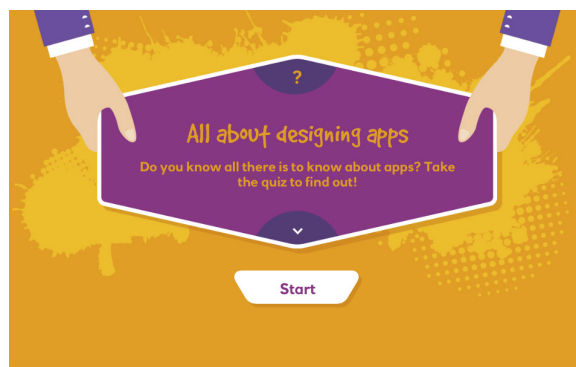 ?
All about designing apps
Do you know all there is to know about apps? Take
the quiz to find out!
Start